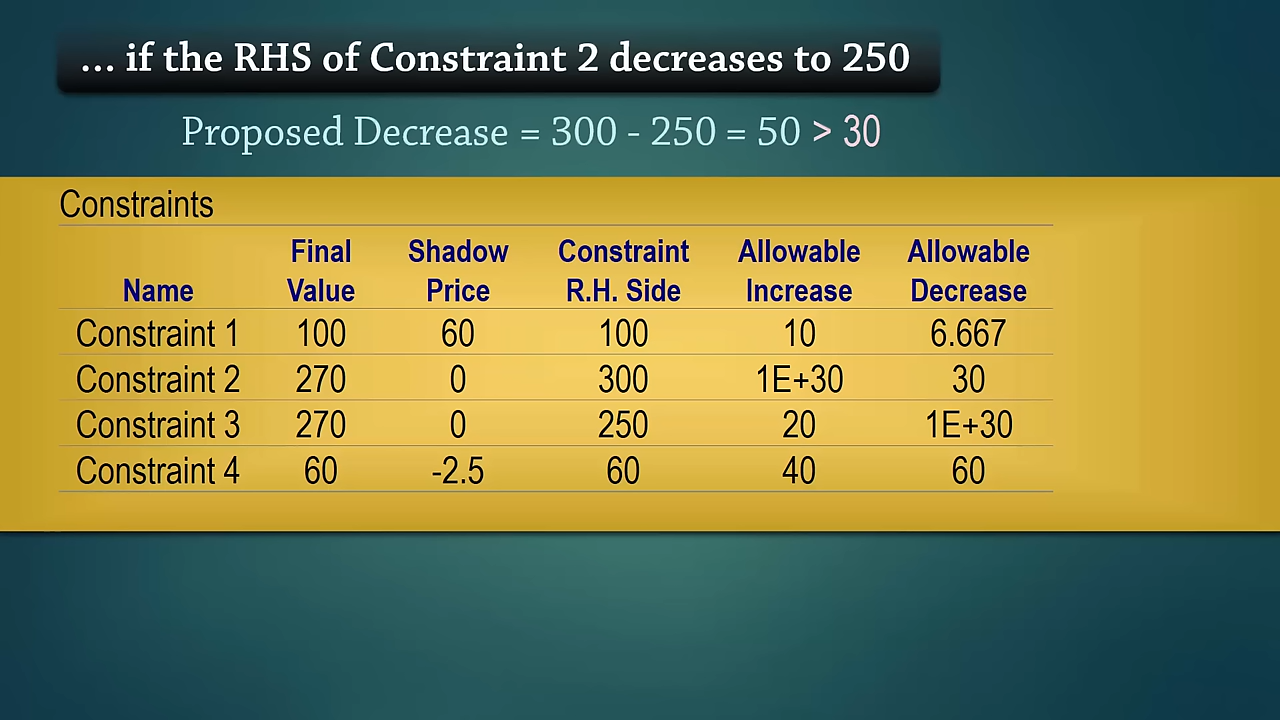 ... if the RHS of Constraint 2 decreases to 250
Proposed Decrease = 300 - 250 = 50 > 30
Constraints
Final Shadow Constraint Allowable Allowable
Name Value Price R.H. Side Increase Decrease
Constraint 1 100 60 100 10 6.667
Constraint 2 270 0 300 1E+30 30
Constraint 3 270 0 250 20 1E+30
Constraint 4 60 -2.5 60 40 60